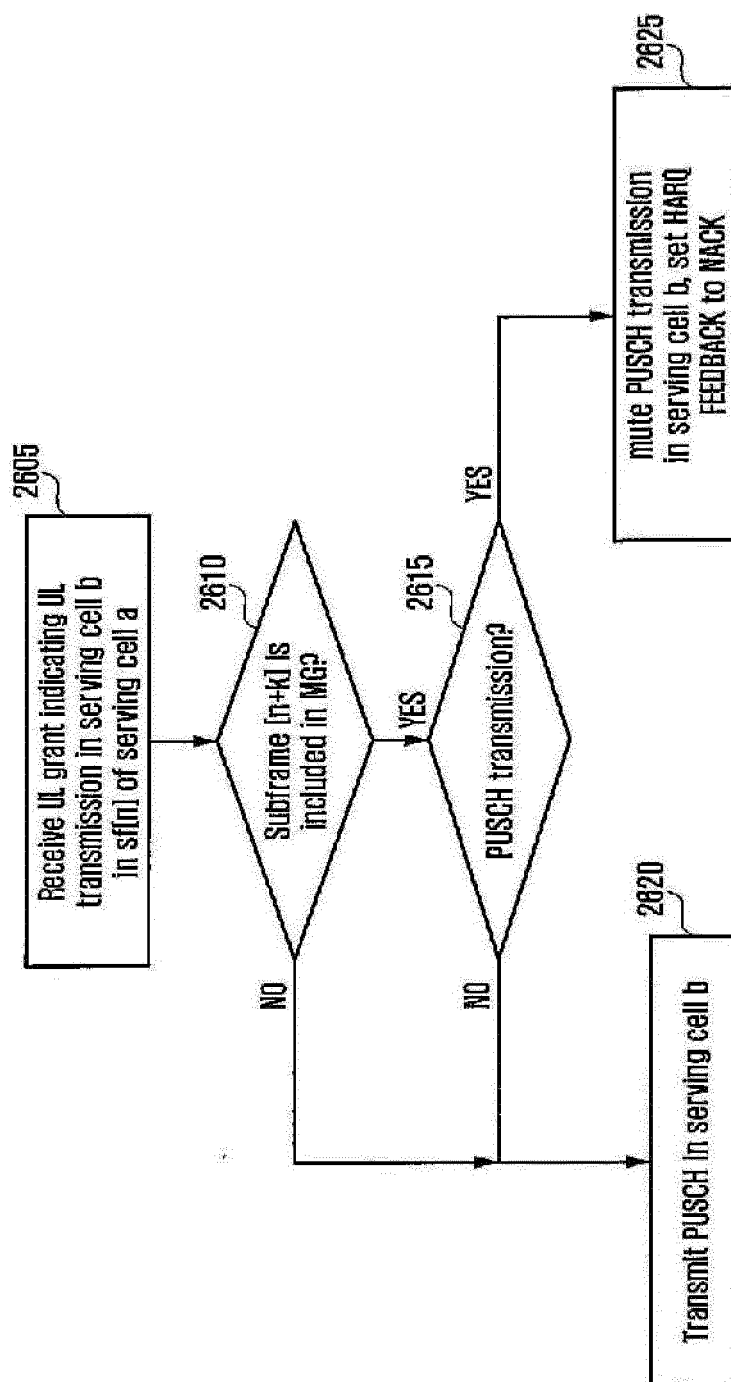 2605
Receive UL grant indicating UL
transmission in serving cell b
in sf[n] of serving cell a
2610
Subframe [n+k] is
included in MG?
NO
YES
2615
PUSCH transmission?
NO
YES
2620
Transmit PUSCH in serving cell b
2625
mute PUSCH transmission
in serving cell b, set HARQ
FEEDBACK to NACK